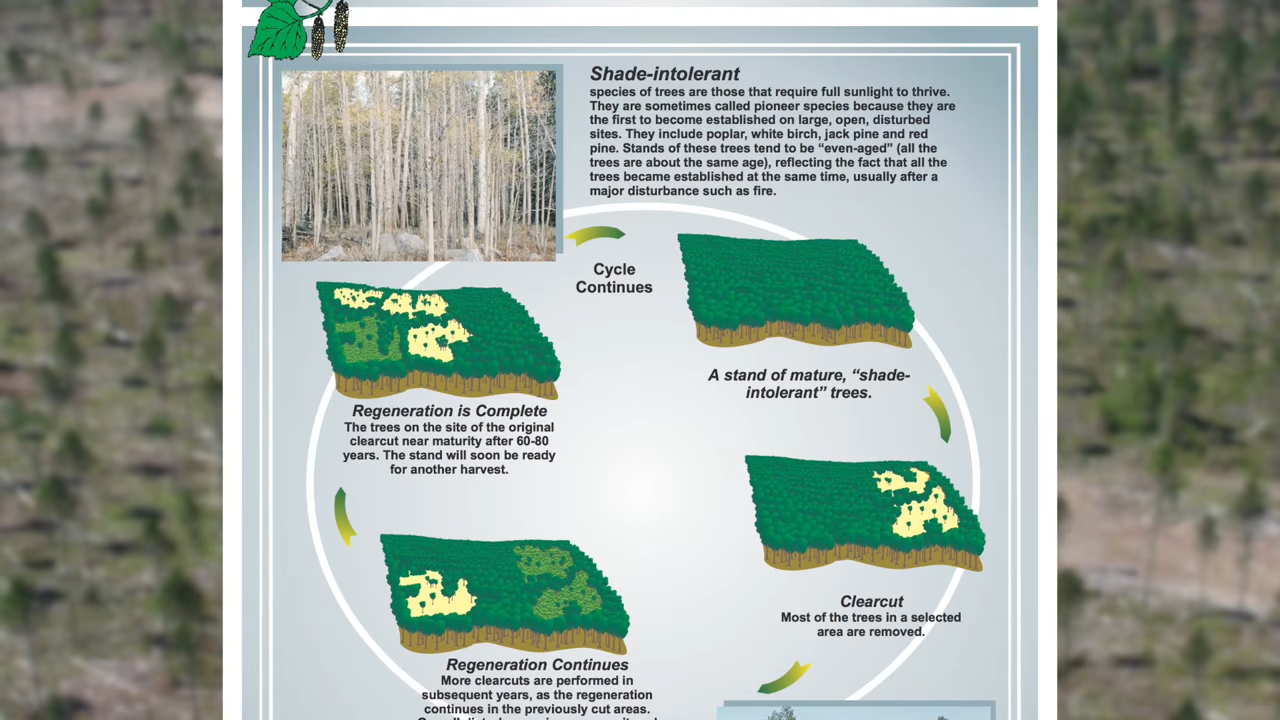 Shade-intolerant
species of trees are those that require full sunlight to thrive.
They are sometimes called pioneer species because they are
the first to become established on large, open, disturbed
sites. They include poplar, white birch, jack pine and red
pine. Stands of these trees tend to be “even-aged” (all the
trees are about the same age), reflecting the fact that all the
trees became established at the same time, usually after a
major disturbance such as fire.
Cycle
Continues
A stand of mature, “shade-
intolerant” trees.
Regeneration is Complete
The trees on the site of the original
clearcut near maturity after 60-80
years. The stand will soon be ready
for another harvest.
Clearcut
Most of the trees in a selected
area are removed.
Regeneration Continues
More clearcuts are performed in
subsequent years, as the regeneration
continues in the previously cut areas.